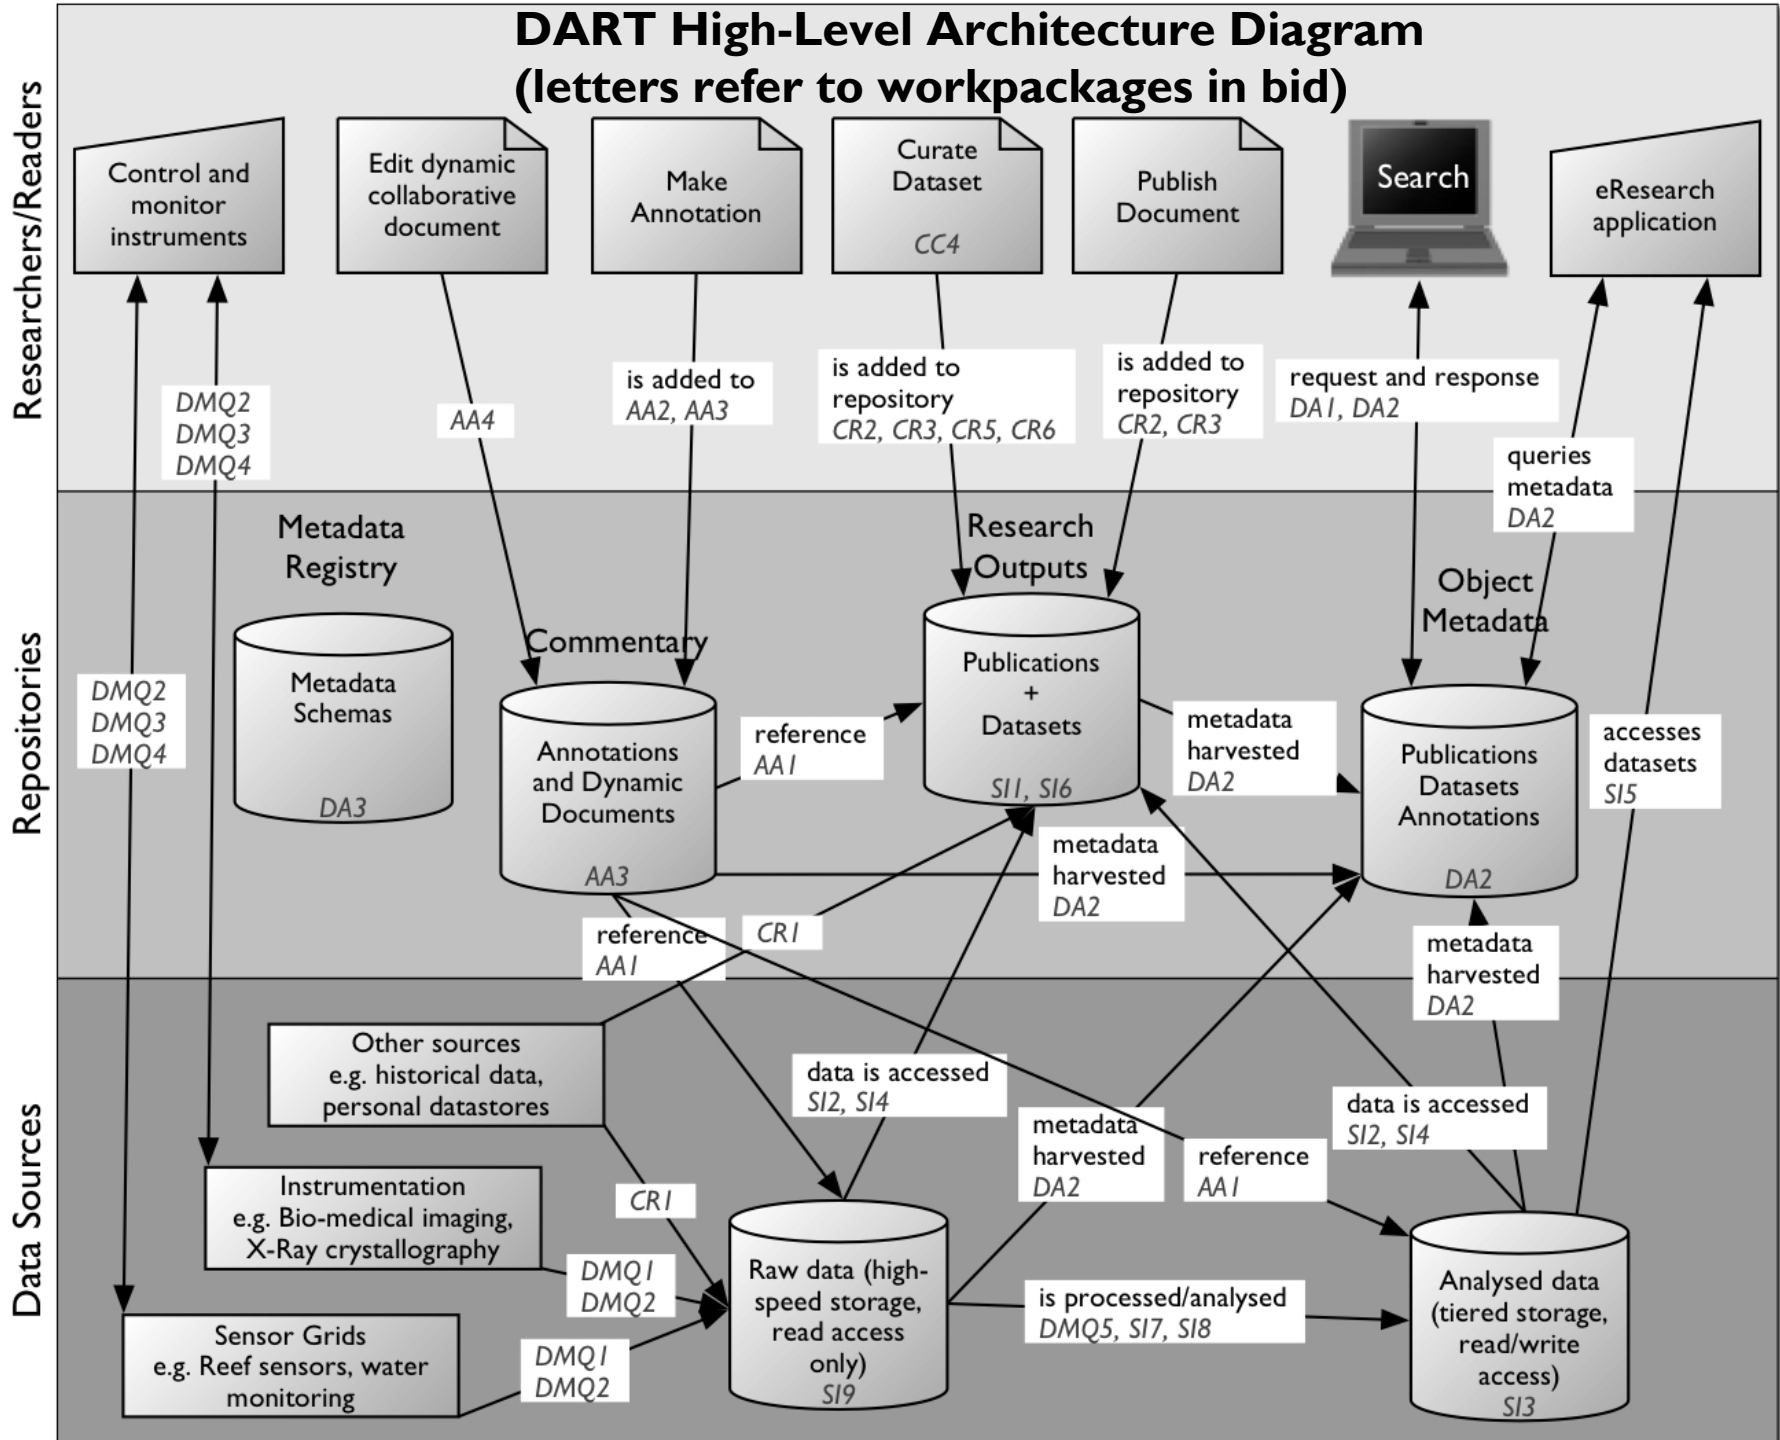 DART High-Level Architecture Diagram
(letters refer to workpackages in bid)
Researchers/Readers
Control and
monitor
instruments
Edit dynamic
collaborative
document
Make
Annotation
Curate
Dataset
CC4
Publish
Document
Search
eResearch
application
DMQ2
DMQ3
DMQ4
AA4
is added to
AA2, AA3
is added to
repository
CR2, CR3, CR5, CR6
is added to
repository
CR2, CR3
request and response
DA1, DA2
queries
metadata
DA2
Repositories
Metadata
Registry
Metadata
Schemas
DA3
DMQ2
DMQ3
DMQ4
Commentary
Annotations
and Dynamic
Documents
AA3
reference
AA1
Research
Outputs
Publications
+
Datasets
SI1, SI6
metadata
harvested
DA2
Object
Metadata
Publications
Datasets
Annotations
DA2
accesses
datasets
SI5
metadata
harvested
DA2
reference
AA1
CR1
metadata
harvested
DA2
Data Sources
Other sources
e.g. historical data,
personal datastores
data is accessed
SI2, SI4
metadata
harvested
DA2
reference
AA1
data is accessed
SI2, SI4
Instrumentation
e.g. Bio-medical imaging,
X-Ray crystallography
CR1
DMQ1
DMQ2
Sensor Grids
e.g. Reef sensors, water
monitoring
DMQ1
DMQ2
Raw data (high-
speed storage,
read access
only)
SI9
is processed/analysed
DMQ5, SI7, SI8
Analysed data
(tiered storage,
read/write
access)
SI3